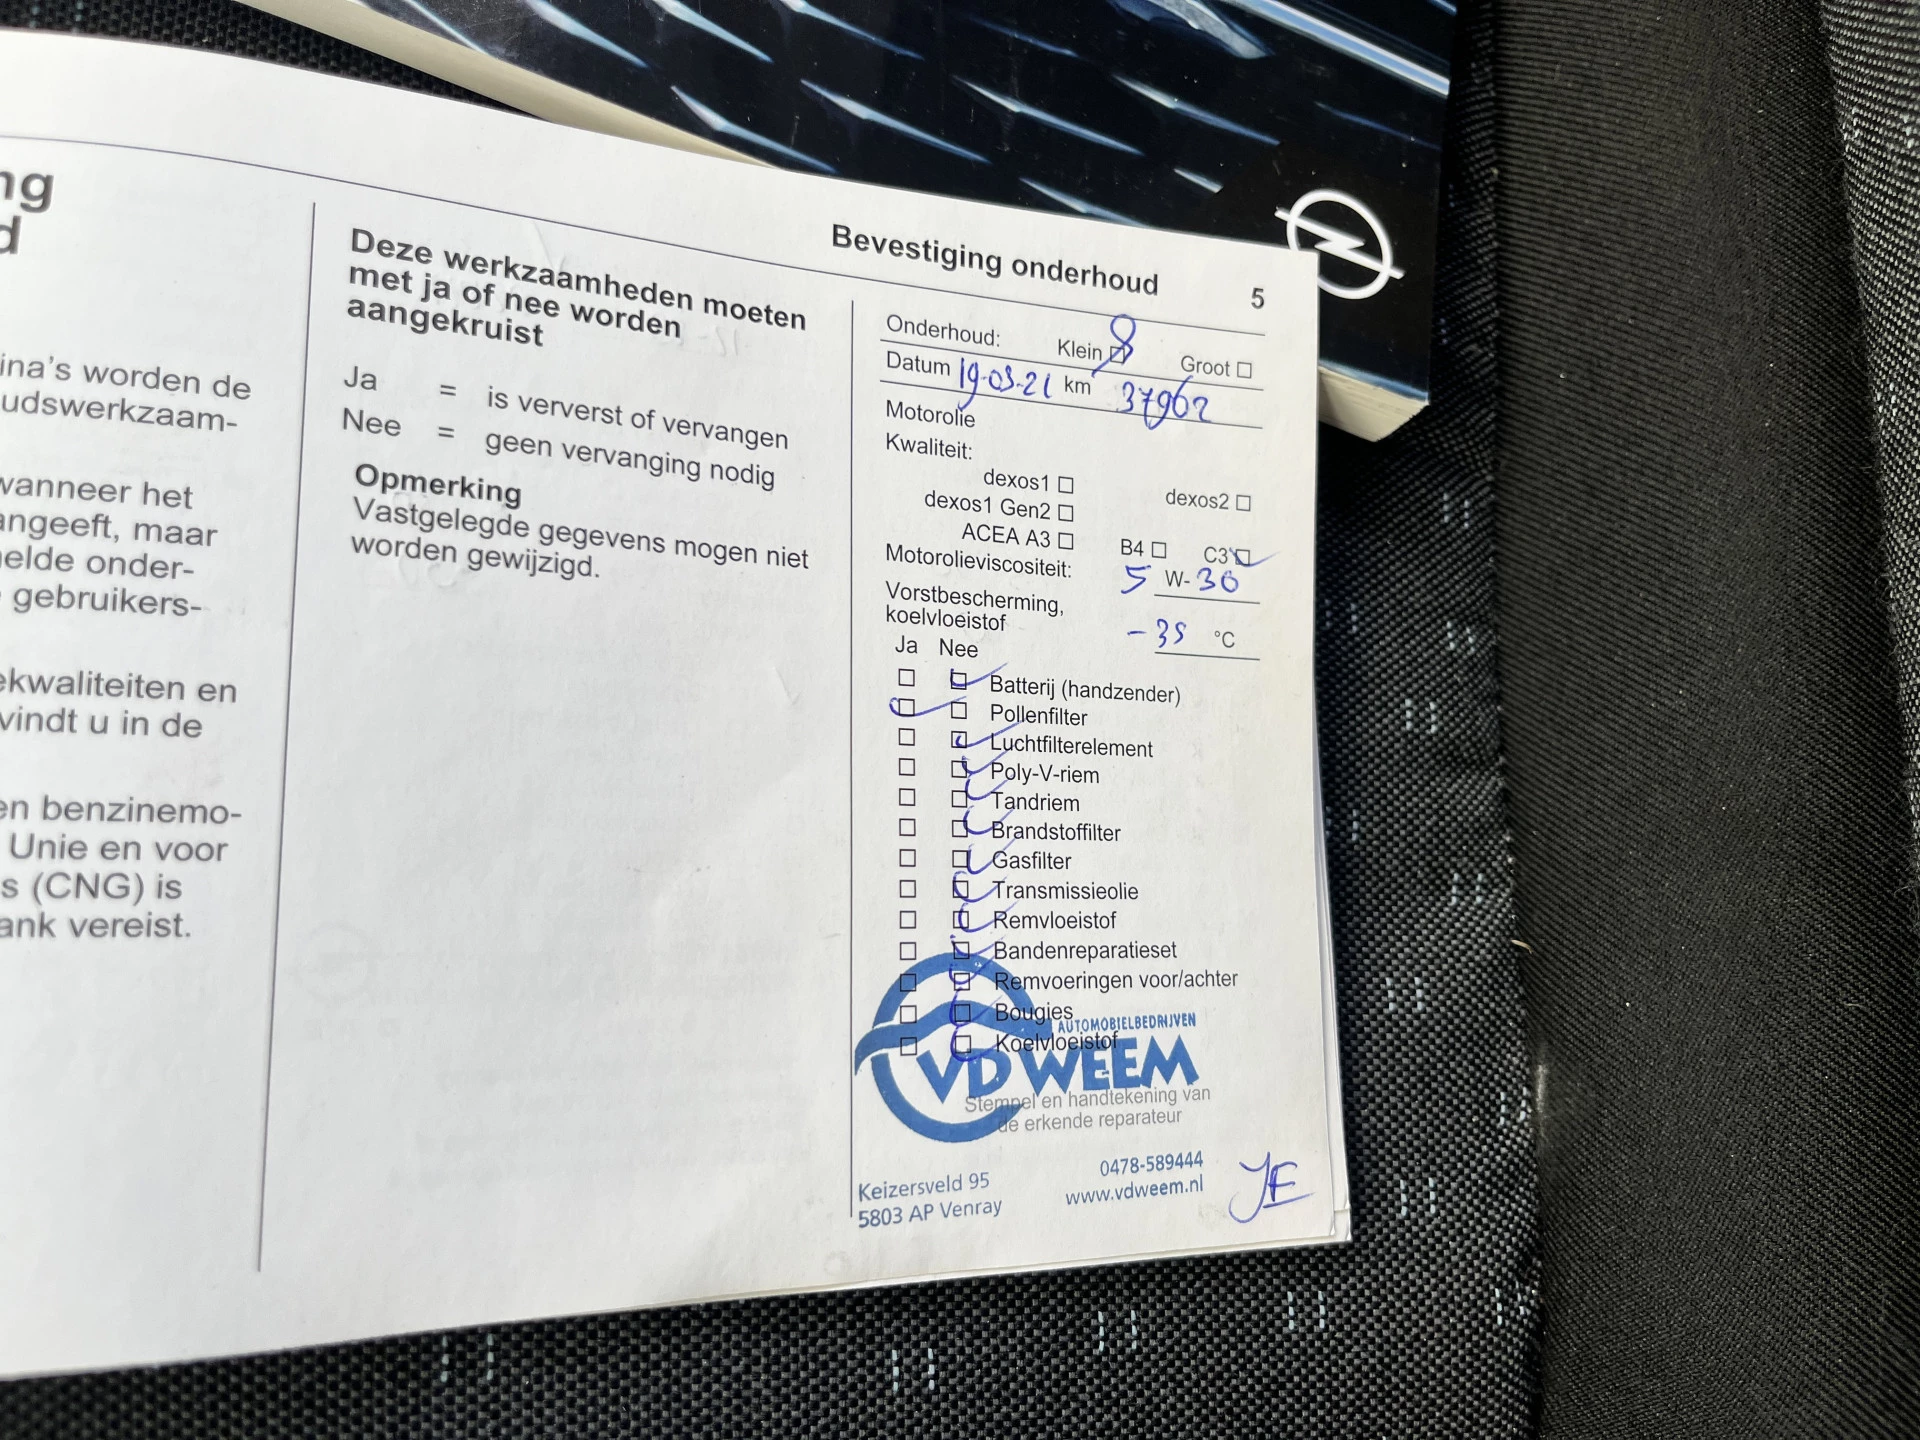 ng
d
ina's worden de
udswerkzaam-
wanneer het
angeeft, maar
elde onder-
gebruikers-
ekwaliteiten en
vindt u in de
en benzinemo-
Unie en voor
s (CNG) is
ank vereist.
Deze werkzaamheden moeten
met ja of nee worden
aangekruist
Ja = is ververst of vervangen
Nee = geen vervanging nodig
Opmerking
Vastgelegde gegevens mogen niet
worden gewijzigd.
Bevestiging onderhoud 5
Onderhoud: Klein Groot
Datum 19-03-21 km 37962
Motorolie
Kwaliteit:
dexos1 dexos2
dexos1 Gen2
ACEA A3 B4 C3
Motorolieviscositeit: 5 W- 30
Vorstbescherming,
koelvloeistof -35 °C
Ja Nee
Batterij (handzender)
Pollenfilter
Luchtfilterelement
Poly-V-riem
Tandriem
Brandstoffilter
Gasfilter
Transmissieolie
Remvloeistof
Bandenreparatieset
Remvoeringen voor/achter
Bougies
AUTOMOBIELBEDRIJVEN
Koelvloeistof
VD WEEM
Stempel en handtekening van
de erkende reparateur
Keizersveld 95
5803 AP Venray
0478-589444
www.vdweem.nl